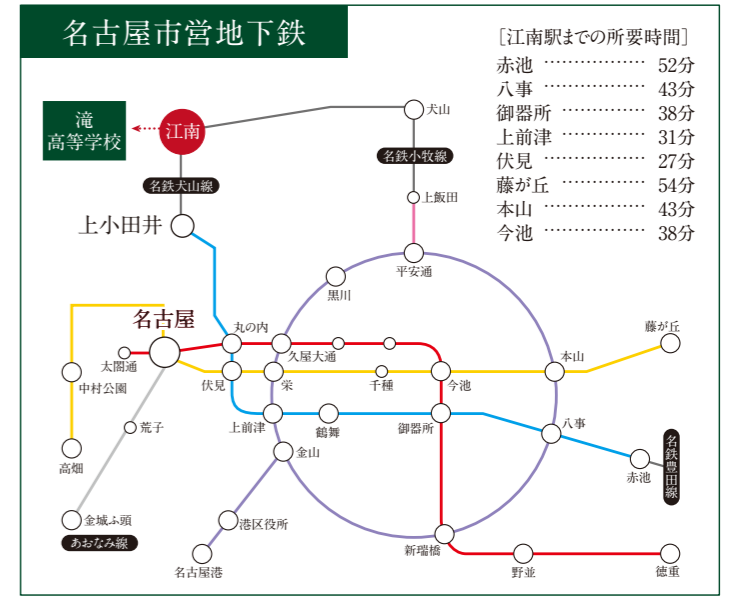 名古屋市営地下鉄
［江南駅までの所要時間］
赤池 ……………… 52分
八事 ……………… 43分
御器所 …………… 38分
上前津 …………… 31分
伏見 ……………… 27分
藤が丘 …………… 54分
本山 ……………… 43分
今池 ……………… 38分
滝
高等学校
江南
犬山
名鉄小牧線
名鉄犬山線
上飯田
上小田井
平安通
黒川
名古屋
丸の内
藤が丘
太閤通
久屋大通
本山
中村公園
伏見
栄
千種
今池
荒子
上前津
鶴舞
御器所
八事
高畑
金山
赤池
名鉄豊田線
金城ふ頭
港区役所
あおなみ線
新瑞橋
名古屋港
野並
徳重